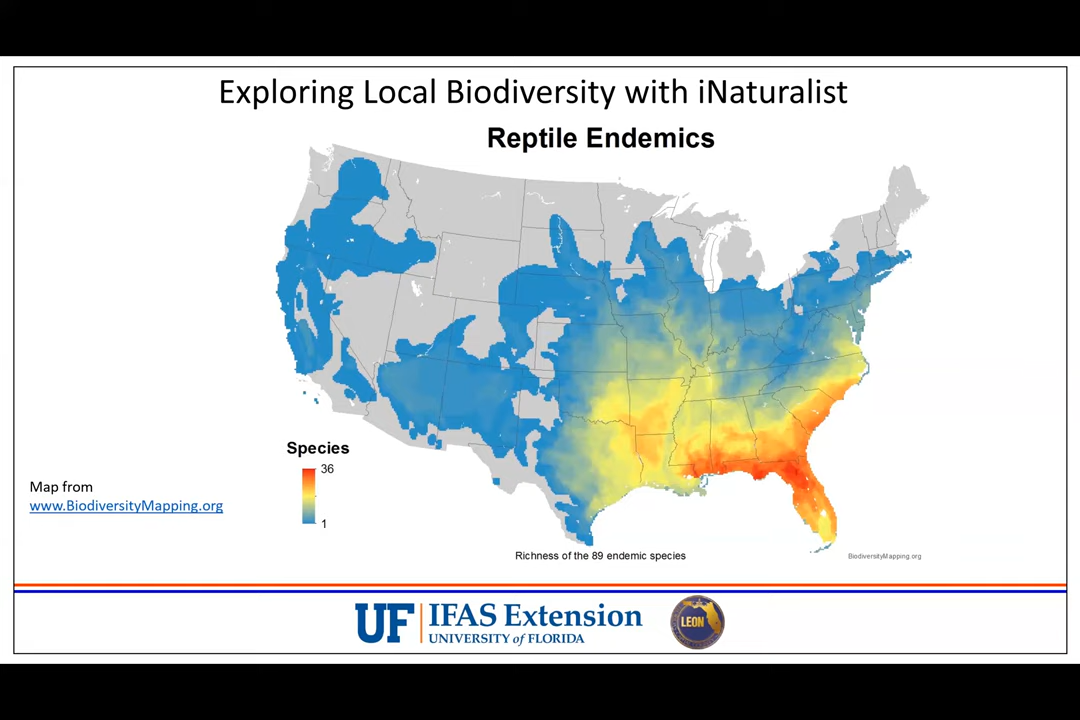 Exploring Local Biodiversity with iNaturalist
Reptile Endemics
Species
36
1
Map from
www.BiodiversityMapping.org
Richness of the 89 endemic species
BiodiversityMapping.org
UF IFAS Extension
UNIVERSITY of FLORIDA
LEON